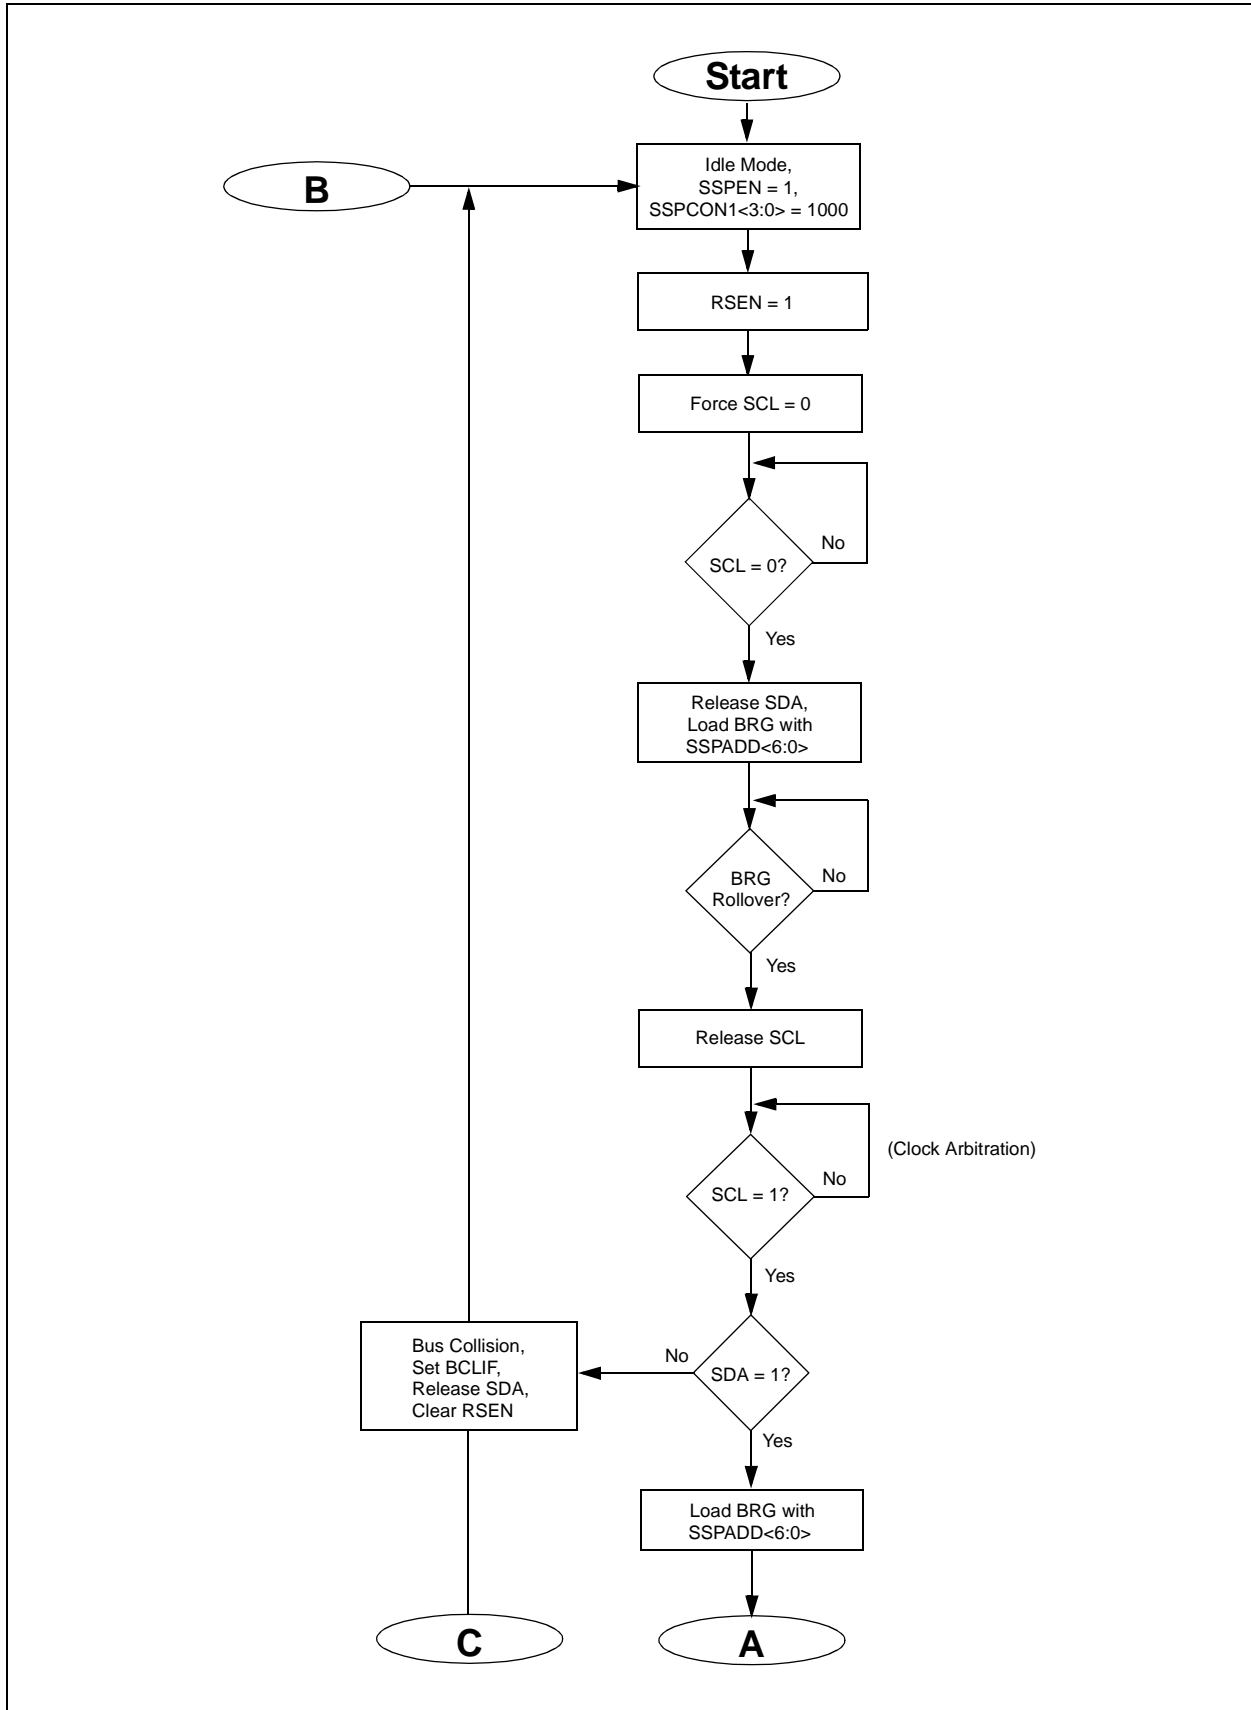 Start
B
Idle Mode,
SSPEN = 1,
SSPCON1<3:0> = 1000
RSEN = 1
Force SCL = 0
No
SCL = 0?
Yes
Release SDA,
Load BRG with
SSPADD<6:0>
BRG
Rollover?
No
Yes
Release SCL
(Clock Arbitration)
No
SCL = 1?
Yes
Bus Collision,
Set BCLIF,
Release SDA,
Clear RSEN
No
SDA = 1?
Yes
Load BRG with
SSPADD<6:0>
C
A